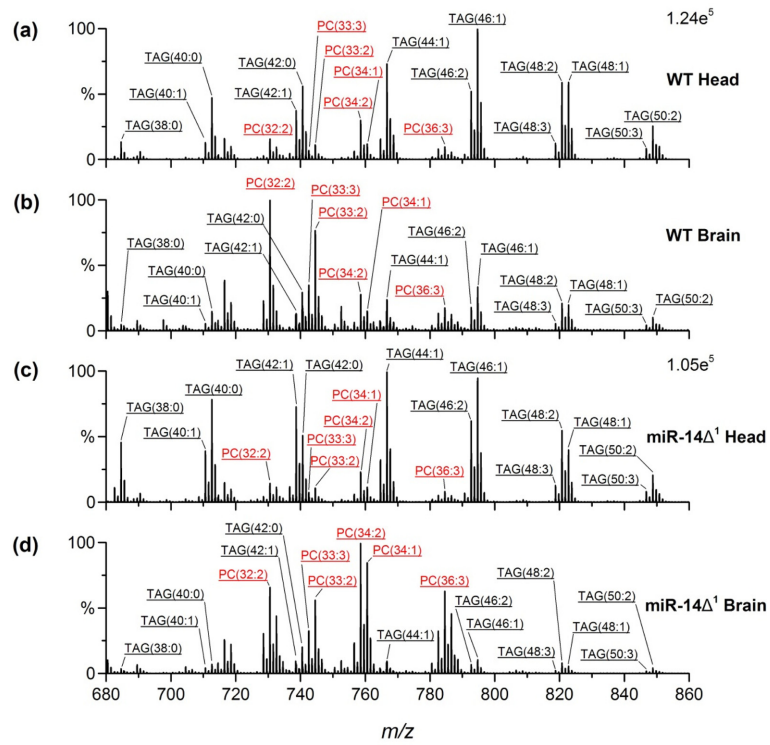 (a)
100
%
0
TAG(38:0)
TAG(40:1)
TAG(40:0)
PC(32:2)
TAG(42:1)
TAG(42:0)
PC(33:3)
PC(33:2)
PC(34:1)
PC(34:2)
TAG(44:1)
PC(36:3)
TAG(46:2)
TAG(46:1)
TAG(48:3)
TAG(48:2)
TAG(48:1)
TAG(50:3)
TAG(50:2)
1.24e⁵
WT Head
(b)
100
%
0
TAG(38:0)
TAG(40:0)
TAG(40:1)
TAG(42:0)
TAG(42:1)
PC(32:2)
PC(33:3)
PC(33:2)
PC(34:1)
PC(34:2)
TAG(44:1)
PC(36:3)
TAG(46:2)
TAG(46:1)
TAG(48:2)
TAG(48:3)
TAG(48:1)
TAG(50:3)
TAG(50:2)
WT Brain
(c)
100
%
0
TAG(38:0)
TAG(40:1)
TAG(40:0)
PC(32:2)
TAG(42:1)
TAG(42:0)
PC(34:1)
PC(34:2)
PC(33:3)
PC(33:2)
TAG(44:1)
PC(36:3)
TAG(46:2)
TAG(46:1)
TAG(48:2)
TAG(48:3)
TAG(48:1)
TAG(50:2)
TAG(50:3)
1.05e⁵
miR-14Δ¹ Head
(d)
100
%
0
TAG(38:0)
TAG(40:1)
TAG(40:0)
PC(32:2)
TAG(42:0)
TAG(42:1)
PC(33:3)
PC(33:2)
PC(34:2)
PC(34:1)
TAG(44:1)
PC(36:3)
TAG(46:2)
TAG(46:1)
TAG(48:2)
TAG(48:3)
TAG(48:1)
TAG(50:2)
TAG(50:3)
miR-14Δ¹ Brain
680 700 720 740 760 780 800 820 840 860
m/z